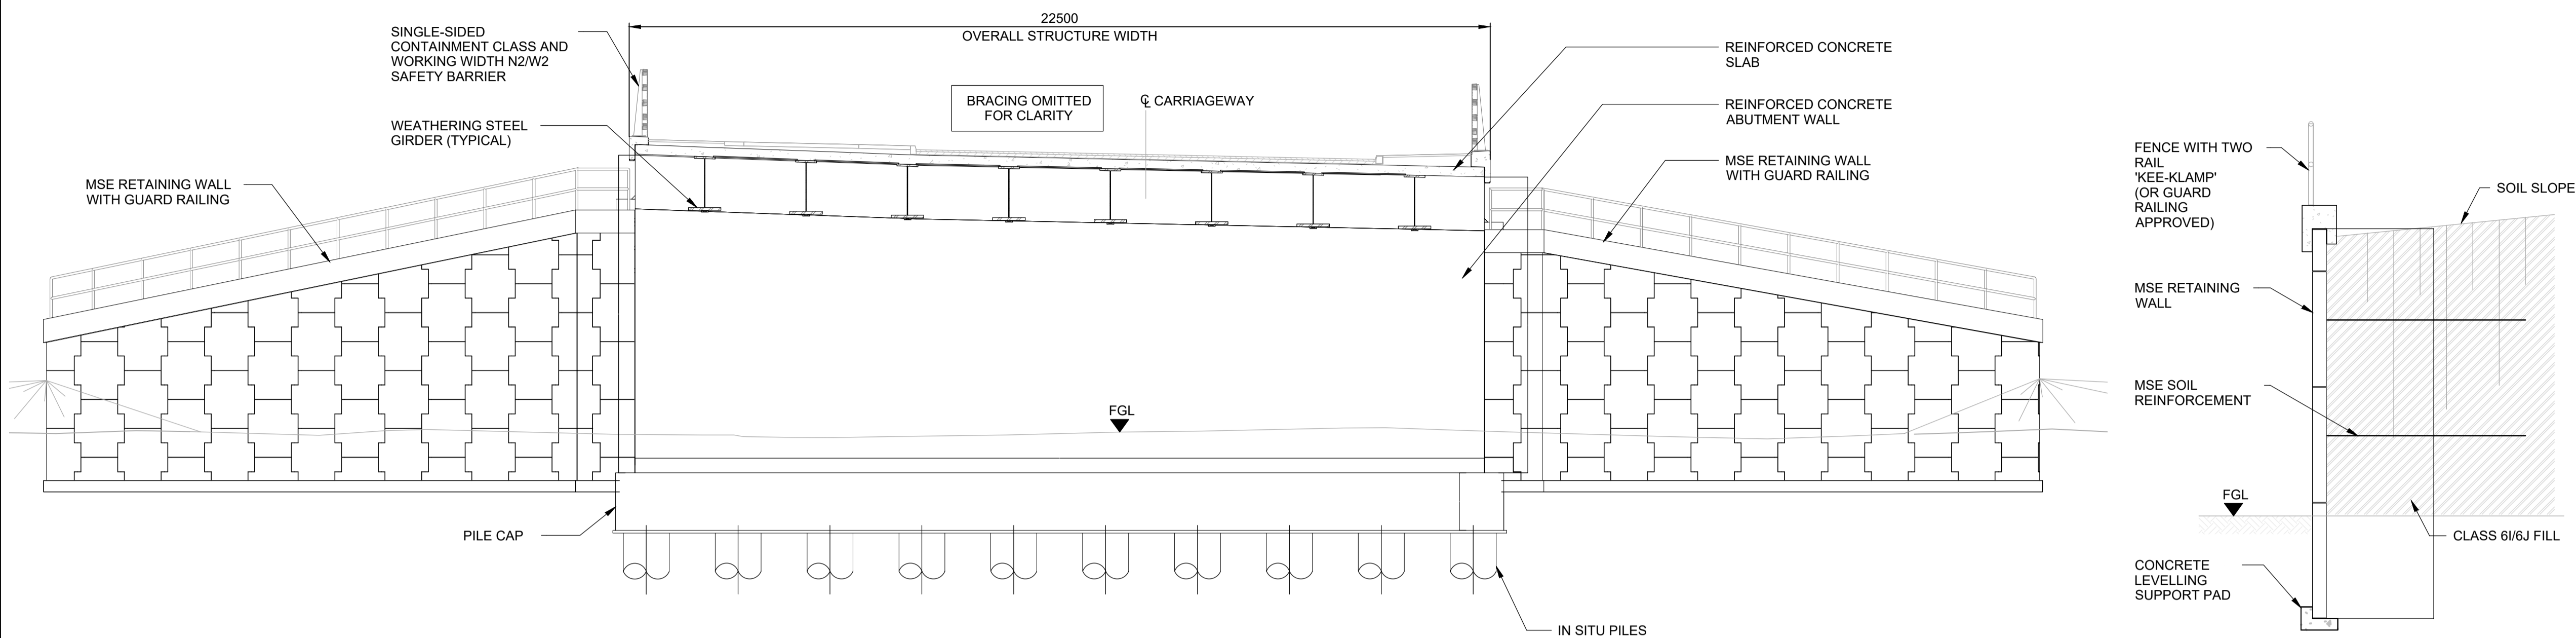 22500
OVERALL STRUCTURE WIDTH
SINGLE-SIDED
CONTAINMENT CLASS AND
WORKING WIDTH N2/W2
SAFETY BARRIER
WEATHERING STEEL
GIRDER (TYPICAL)
MSE RETAINING WALL
WITH GUARD RAILING
BRACING OMITTED
FOR CLARITY
℄ CARRIAGEWAY
REINFORCED CONCRETE
SLAB
REINFORCED CONCRETE
ABUTMENT WALL
MSE RETAINING WALL
WITH GUARD RAILING
FGL
PILE CAP
IN SITU PILES
FENCE WITH TWO
RAIL
'KEE-KLAMP'
(OR GUARD
RAILING
APPROVED)
SOIL SLOPE
MSE RETAINING
WALL
MSE SOIL
REINFORCEMENT
FGL
CLASS 6I/6J FILL
CONCRETE
LEVELLING
SUPPORT PAD